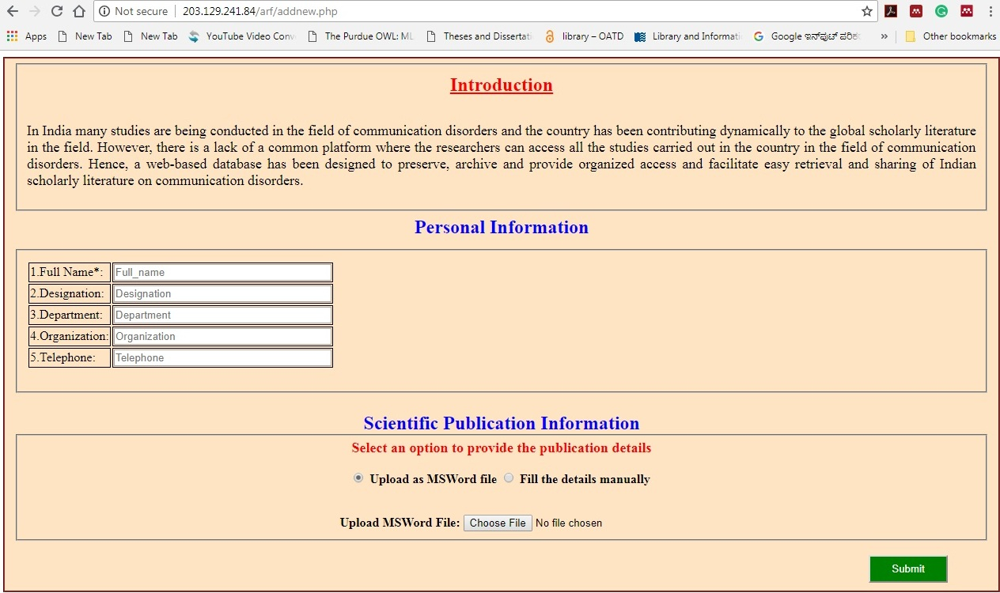 Not secure | 203.129.241.84/arf/addnew.php
Apps New Tab New Tab YouTube Video Conv The Purdue OWL: ML Theses and Dissertati library – OATD Library and Informati Google ಇನ್‌ಪುಟ್ ಪರಿಕ » Other bookmarks
Introduction
In India many studies are being conducted in the field of communication disorders and the country has been contributing dynamically to the global scholarly literature
in the field. However, there is a lack of a common platform where the researchers can access all the studies carried out in the country in the field of communication
disorders. Hence, a web-based database has been designed to preserve, archive and provide organized access and facilitate easy retrieval and sharing of Indian
scholarly literature on communication disorders.
Personal Information
1.Full Name*: Full_name
2.Designation: Designation
3.Department: Department
4.Organization: Organization
5.Telephone: Telephone
Scientific Publication Information
Select an option to provide the publication details
Upload as MSWord file Fill the details manually
Upload MSWord File: Choose File No file chosen
Submit